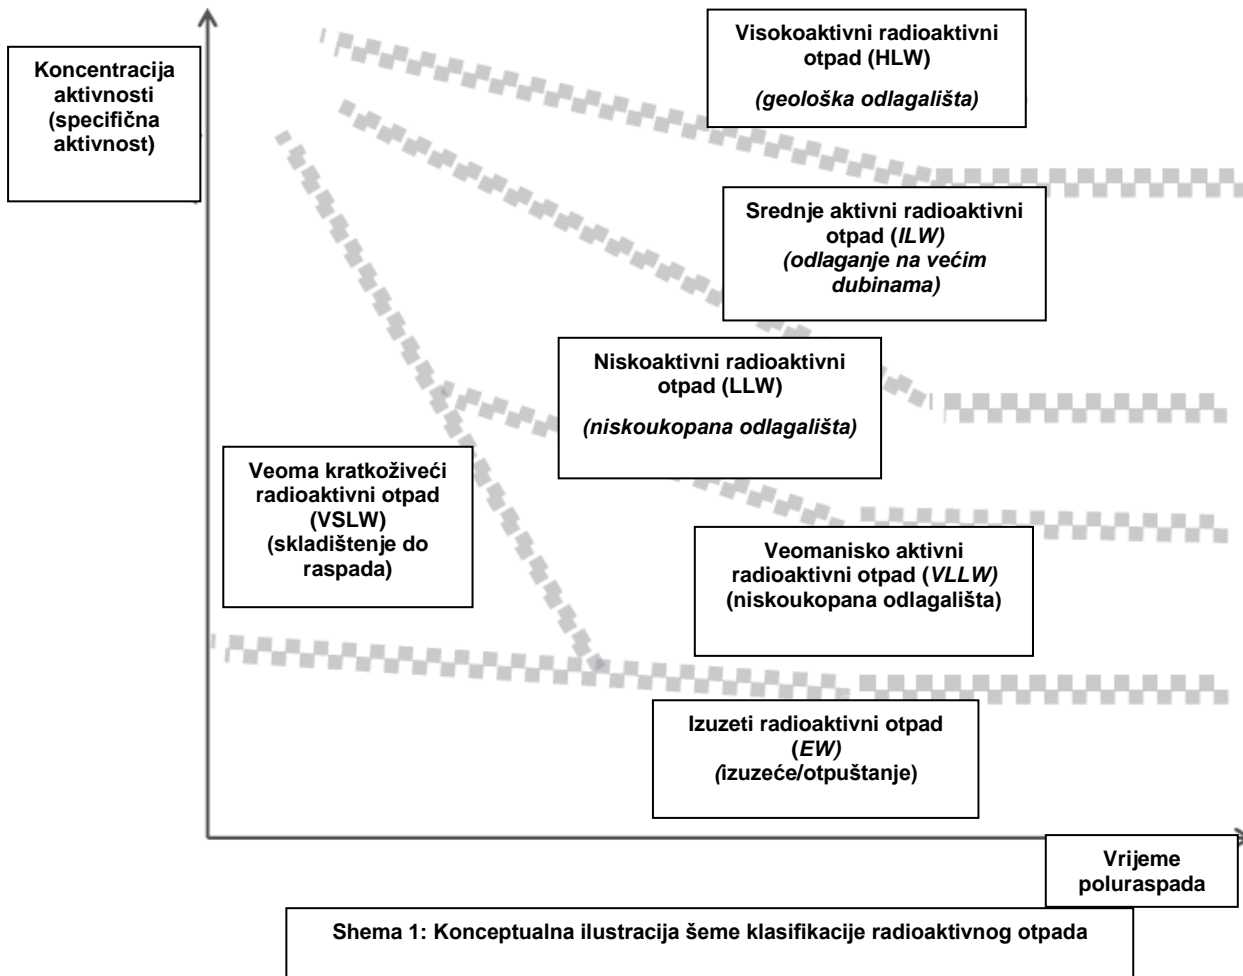 Visokoaktivni radioaktivni
otpad (HLW)
(geološka odlagališta)
Koncentracija
aktivnosti
(specifična
aktivnost)
Srednje aktivni radioaktivni
otpad (ILW)
(odlaganje na većim
dubinama)
Niskoaktivni radioaktivni
otpad (LLW)
(niskoukopana odlagališta)
Veoma kratkoživeći
radioaktivni otpad
(VSLW)
(skladištenje do
raspada)
Veomanisko aktivni
radioaktivni otpad (VLLW)
(niskoukopana odlagališta)
Izuzeti radioaktivni otpad
(EW)
(izuzeće/otpuštanje)
Vrijeme
poluraspada
Shema 1: Konceptualna ilustracija šeme klasifikacije radioaktivnog otpada